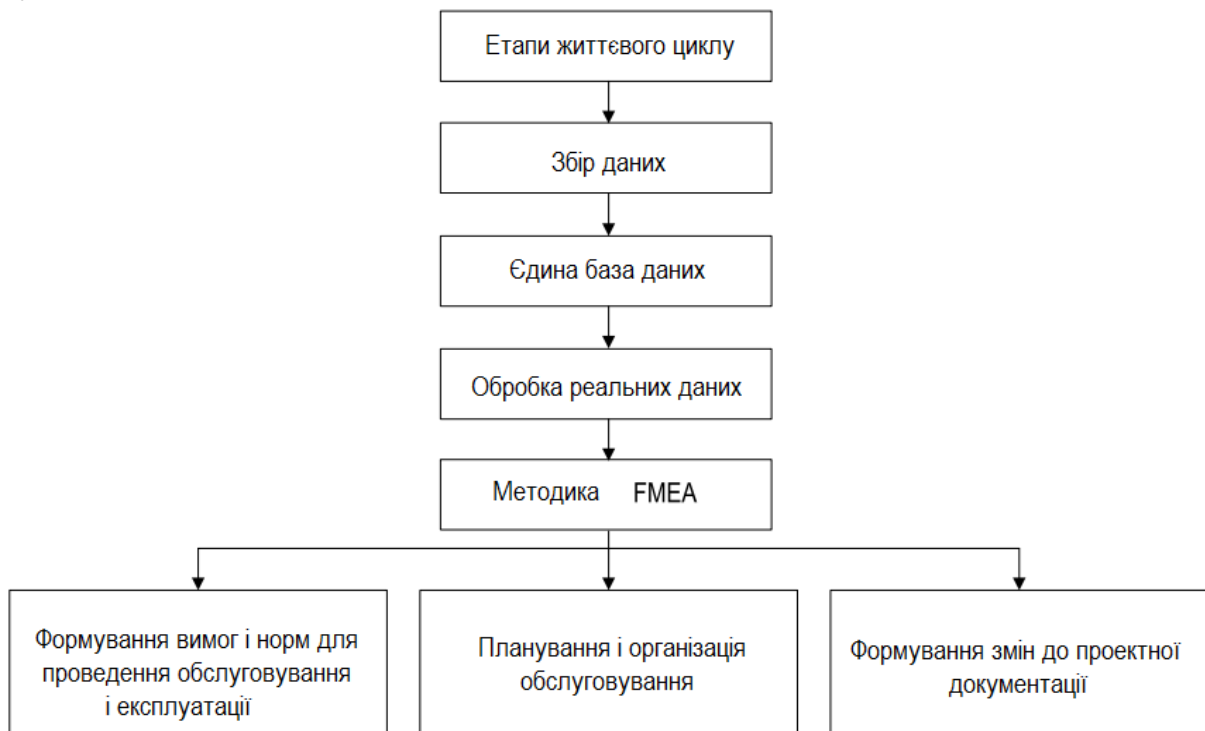 Етапи життєвого циклу
Збір даних
Єдина база даних
Обробка реальних даних
Методика FMEA
Формування вимог і норм для
проведення обслуговування
і експлуатації
Планування і організація
обслуговування
Формування змін до проектної
документації